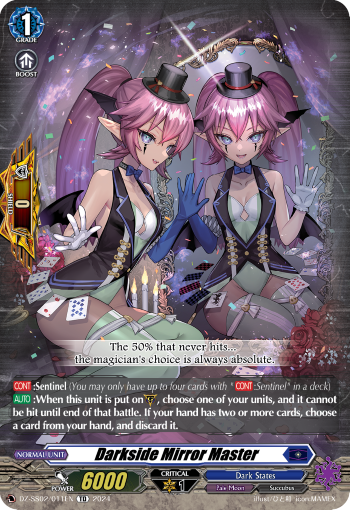 1
GRADE
BOOST
SHIELD
0
The 50% that never hits...
the magician's choice is always absolute.
CONT :Sentinel (You may only have up to four cards with "CONT :Sentinel" in a deck)
AUTO :When this unit is put on , choose one of your units, and it cannot
be hit until end of that battle. If your hand has two or more cards, choose
a card from your hand, and discard it.
NORMAL UNIT
Darkside Mirror Master
POWER 6000 CRITICAL 1
Dark States
Pale Moon Succubus
DZ-SS02/011EN TD 2024